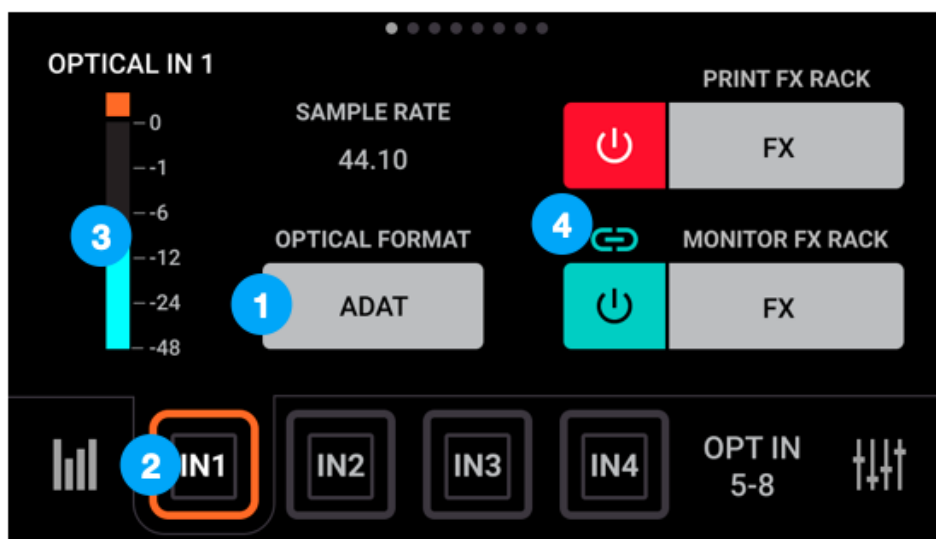 OPTICAL IN 1
0
-1
-6
-12
-24
-48
3
SAMPLE RATE
44.10
OPTICAL FORMAT
1
ADAT
PRINT FX RACK
FX
4
MONITOR FX RACK
FX
2
IN1
IN2
IN3
IN4
OPT IN
5-8